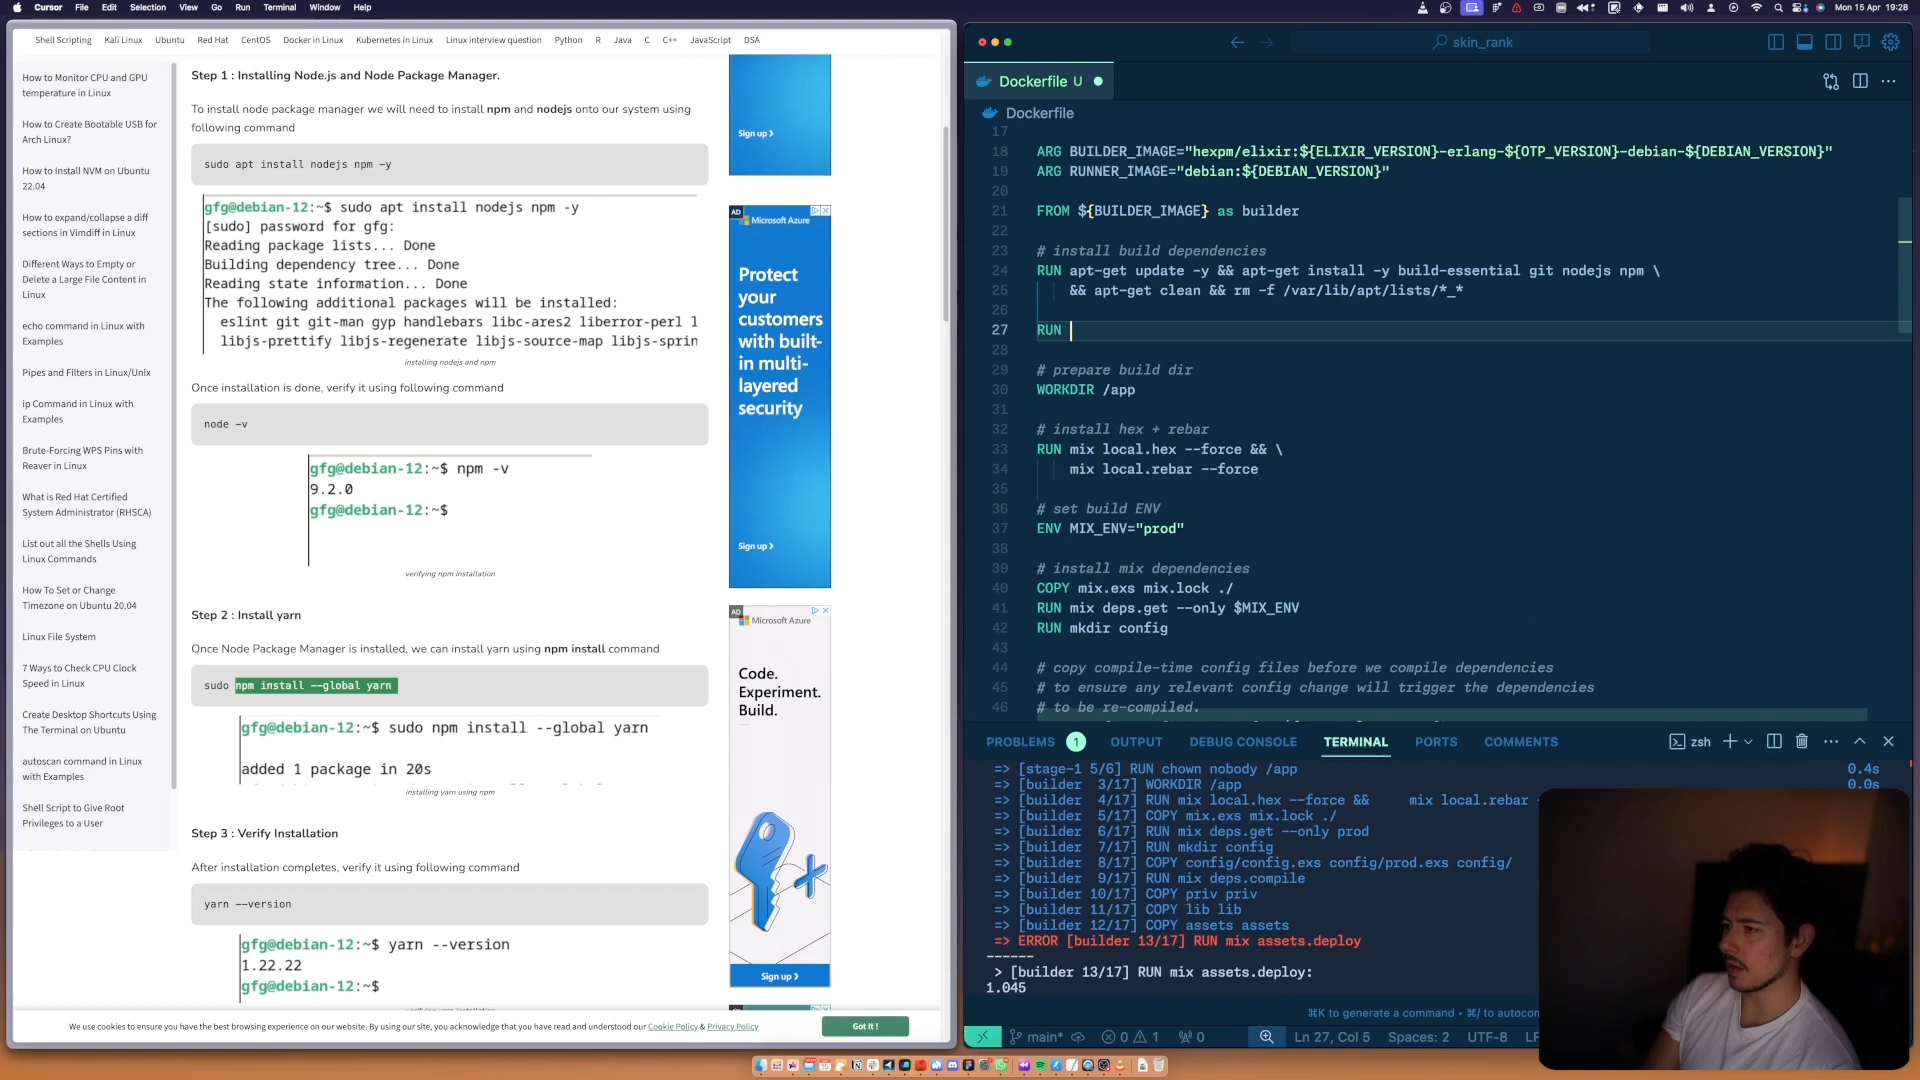 Cursor File Edit Selection View Go Run Terminal Window Help
Mon 15 Apr 19:28
Shell Scripting Kali Linux Ubuntu Red Hat CentOS Docker in Linux Kubernetes in Linux Linux interview question Python R Java C C++ JavaScript DSA
How to Monitor CPU and GPU
temperature in Linux
How to Create Bootable USB for
Arch Linux?
How to Install NVM on Ubuntu
22.04
How to expand/collapse a diff
sections in Vimdiff in Linux
Different Ways to Empty or
Delete a Large File Content in
Linux
echo command in Linux with
Examples
Pipes and Filters in Linux/Unix
ip Command in Linux with
Examples
Brute-Forcing WPS Pins with
Reaver in Linux
What is Red Hat Certified
System Administrator (RHSCA)
List out all the Shells Using
Linux Commands
How To Set or Change
Timezone on Ubuntu 20.04
Linux File System
7 Ways to Check CPU Clock
Speed in Linux
Create Desktop Shortcuts Using
The Terminal on Ubuntu
autoscan command in Linux
with Examples
Shell Script to Give Root
Privileges to a User
Step 1 : Installing Node.js and Node Package Manager.
To install node package manager we will need to install npm and nodejs onto our system using
following command
sudo apt install nodejs npm -y
gfg@debian-12:~$ sudo apt install nodejs npm -y
[sudo] password for gfg:
Reading package lists... Done
Building dependency tree... Done
Reading state information... Done
The following additional packages will be installed:
eslint git git-man gyp handlebars libc-ares2 liberror-perl l
libjs-prettify libjs-regenerate libjs-source-map libjs-sprin
installing nodejs and npm
Once installation is done, verify it using following command
node -v
gfg@debian-12:~$ npm -v
9.2.0
gfg@debian-12:~$
verifying npm installation
Step 2 : Install yarn
Once Node Package Manager is installed, we can install yarn using npm install command
sudo npm install --global yarn
gfg@debian-12:~$ sudo npm install --global yarn
added 1 package in 20s
installing yarn using npm
Step 3 : Verify Installation
After installation completes, verify it using following command
yarn --version
gfg@debian-12:~$ yarn --version
1.22.22
gfg@debian-12:~$
We use cookies to ensure you have the best browsing experience on our website. By using our site, you acknowledge that you have read and understood our Cookie Policy & Privacy Policy
Got It !
Sign up
AD
Microsoft Azure
Protect
your
customers
with built-
in multi-
layered
security
Sign up
AD
Microsoft Azure
Code.
Experiment.
Build.
Sign up
skin_rank
Dockerfile U
Dockerfile
17
18 ARG BUILDER_IMAGE="hexpm/elixir:${ELIXIR_VERSION}-erlang-${OTP_VERSION}-debian-${DEBIAN_VERSION}"
19 ARG RUNNER_IMAGE="debian:${DEBIAN_VERSION}"
20
21 FROM ${BUILDER_IMAGE} as builder
22
23 # install build dependencies
24 RUN apt-get update -y && apt-get install -y build-essential git nodejs npm \
25 && apt-get clean && rm -f /var/lib/apt/lists/*_*
26
27 RUN
28
29 # prepare build dir
30 WORKDIR /app
31
32 # install hex + rebar
33 RUN mix local.hex --force && \
34 mix local.rebar --force
35
36 # set build ENV
37 ENV MIX_ENV="prod"
38
39 # install mix dependencies
40 COPY mix.exs mix.lock ./
41 RUN mix deps.get --only $MIX_ENV
42 RUN mkdir config
43
44 # copy compile-time config files before we compile dependencies
45 # to ensure any relevant config change will trigger the dependencies
46 # to be re-compiled.
PROBLEMS 1 OUTPUT DEBUG CONSOLE TERMINAL PORTS COMMENTS zsh
=> [stage-1 5/6] RUN chown nobody /app 0.4s
=> [builder 3/17] WORKDIR /app 0.0s
=> [builder 4/17] RUN mix local.hex --force && mix local.rebar -
=> [builder 5/17] COPY mix.exs mix.lock ./
=> [builder 6/17] RUN mix deps.get --only prod
=> [builder 7/17] RUN mkdir config
=> [builder 8/17] COPY config/config.exs config/prod.exs config/
=> [builder 9/17] RUN mix deps.compile
=> [builder 10/17] COPY priv priv
=> [builder 11/17] COPY lib lib
=> [builder 12/17] COPY assets assets
=> ERROR [builder 13/17] RUN mix assets.deploy
------
> [builder 13/17] RUN mix assets.deploy:
1.045
⌘K to generate a command • ⌘/ to autocom
main* 0 1 0 Ln 27, Col 5 Spaces: 2 UTF-8 LF